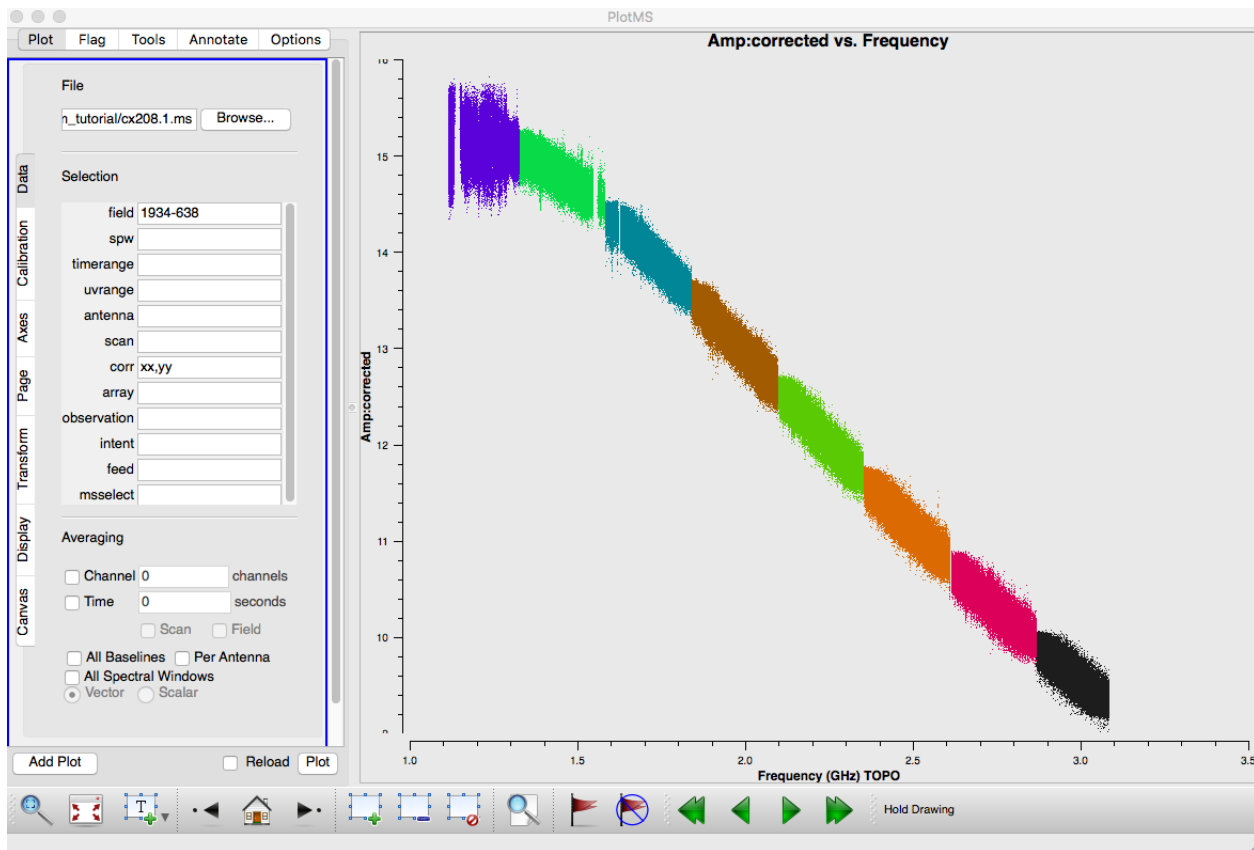 PlotMS
Plot Flag Tools Annotate Options
File
n_tutorial/cx208.1.ms Browse...
Selection
field 1934-638
spw
timerange
uvrange
antenna
scan
corr xx,yy
array
observation
intent
feed
msselect
Averaging
Channel 0 channels
Time 0 seconds
Scan Field
All Baselines Per Antenna
All Spectral Windows
Vector Scalar
Data
Calibration
Axes
Page
Transform
Display
Canvas
Add Plot Reload Plot
Amp:corrected vs. Frequency
Amp:corrected
15
14
13
12
11
10
1.0 1.5 2.0 2.5 3.0 3.5
Frequency (GHz) TOPO
T
Hold Drawing